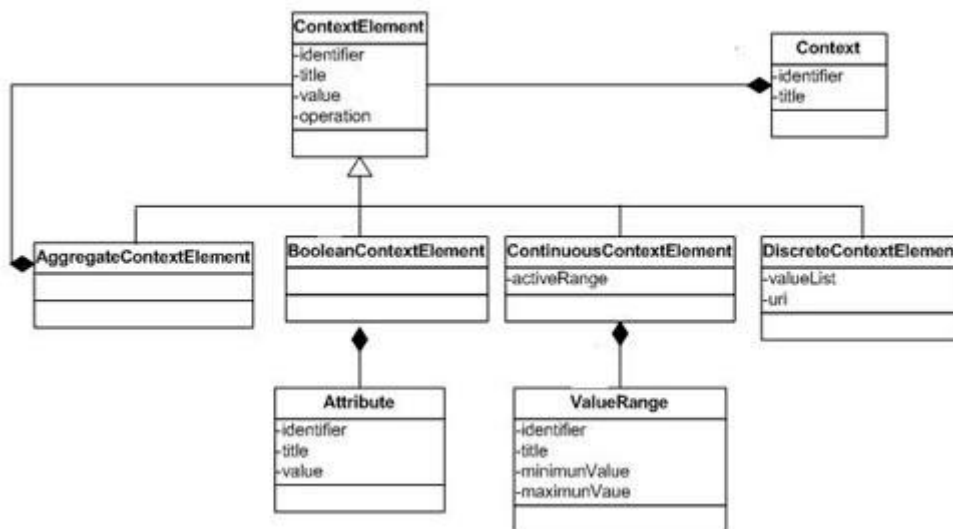 ContextElement
-identifier
-title
-value
-operation
Context
-identifier
-title
AggregateContextElement
BooleanContextElement
ContinuousContextElement
-activeRange
DiscreteContextElement
-valueList
-uri
Attribute
-identifier
-title
-value
ValueRange
-identifier
-title
-minimunValue
-maximunVaue